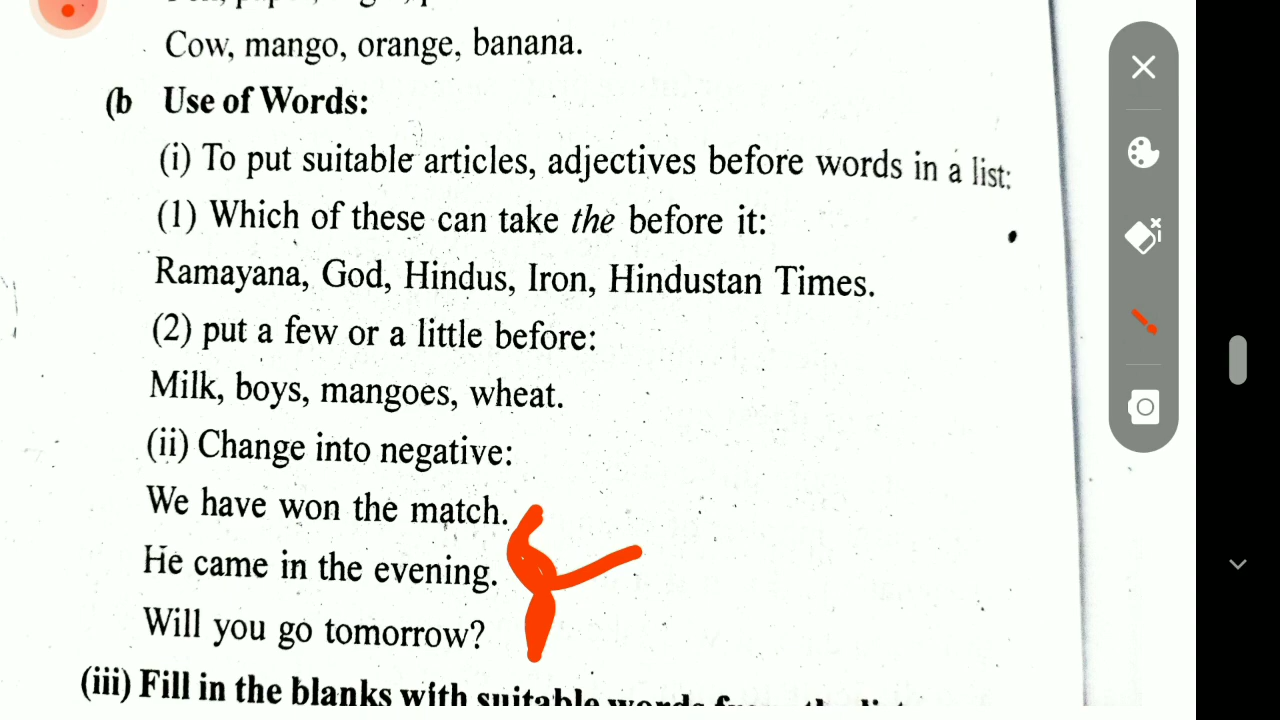 Cow, mango, orange, banana.
(b Use of Words:
(i) To put suitable articles, adjectives before words in a list:
(1) Which of these can take the before it:
Ramayana, God, Hindus, Iron, Hindustan Times.
(2) put a few or a little before:
Milk, boys, mangoes, wheat.
(ii) Change into negative:
We have won the match.
He came in the evening.
Will you go tomorrow?
(iii) Fill in the blanks with suitable words